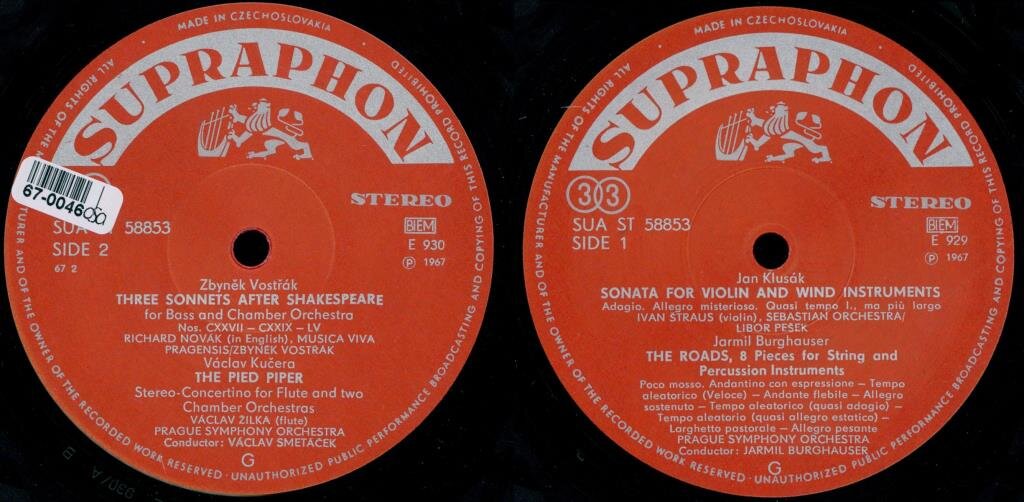 MADE IN CZECHOSLOVAKIA
SUPRAPHON
STEREO
67-0046
SUA 58853
SIDE 2
67 2
BIEM
E 930
Ⓟ 1967
Zbyněk Vostřák
THREE SONNETS AFTER SHAKESPEARE
for Bass and Chamber Orchestra
Nos. CXXVII – CXXIX – LV
RICHARD NOVÁK (in English), MUSICA VIVA
PRAGENSIS/ZBYNĚK VOSTŘÁK
Václav Kučera
THE PIED PIPER
Stereo-Concertino for Flute and two
Chamber Orchestras
VÁCLAV ŽILKA (flute)
PRAGUE SYMPHONY ORCHESTRA
Conductor: VÁCLAV SMETÁČEK
G
ALL RIGHTS OF THE MANUFACTURER AND OF THE OWNER OF THE RECORDED WORK RESERVED · UNAUTHORIZED PUBLIC PERFORMANCE BROADCASTING AND COPYING OF THIS RECORD PROHIBITED
MADE IN CZECHOSLOVAKIA
SUPRAPHON
33
STEREO
SUA ST 58853
SIDE 1
BIEM
E 929
Ⓟ 1967
Jan Klusák
SONATA FOR VIOLIN AND WIND INSTRUMENTS
Adagio. Allegro misterioso. Quasi tempo I., ma più largo
IVAN ŠTRAUS (violin), SEBASTIAN ORCHESTRA/
LIBOR PEŠEK
Jarmil Burghauser
THE ROADS, 8 Pieces for String and
Percussion Instruments
Poco mosso. Andantino con espressione – Tempo
aleatorico (Veloce) – Andante flebile – Allegro
sostenuto – Tempo aleatorico (quasi adagio) –
Tempo aleatorio (quasi allegro estatico) –
Larghetto pastorale – Allegro pesante
PRAGUE SYMPHONY ORCHESTRA
Conductor: JARMIL BURGHAUSER
G
ALL RIGHTS OF THE MANUFACTURER AND OF THE OWNER OF THE RECORDED WORK RESERVED · UNAUTHORIZED PUBLIC PERFORMANCE BROADCASTING AND COPYING OF THIS RECORD PROHIBITED